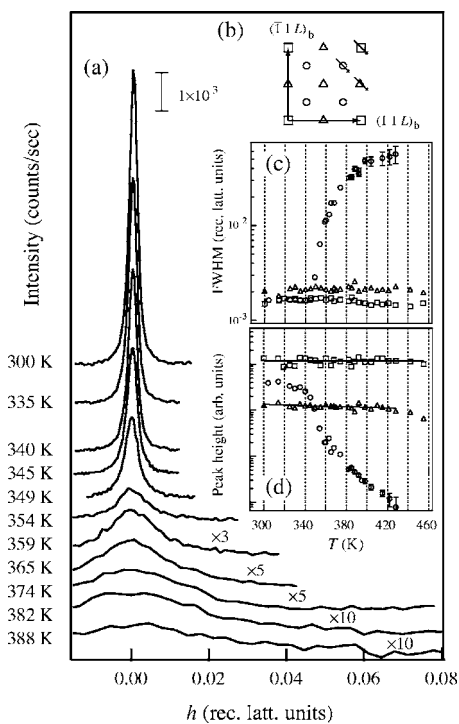 (b)
(1̄ 1 L)b
(a)
1×10³
(1 1 L)b
(c)
FWHM (rec. latt. units)
10⁻²
10⁻³
Intensity (counts/sec)
300 K
335 K
340 K
345 K
349 K
354 K
359 K
365 K
374 K
382 K
388 K
Peak height (arb. units)
(d)
300 340 380 420 460
T (K)
×3
×5
×5
×10
×10
0.00 0.02 0.04 0.06 0.08
h (rec. latt. units)